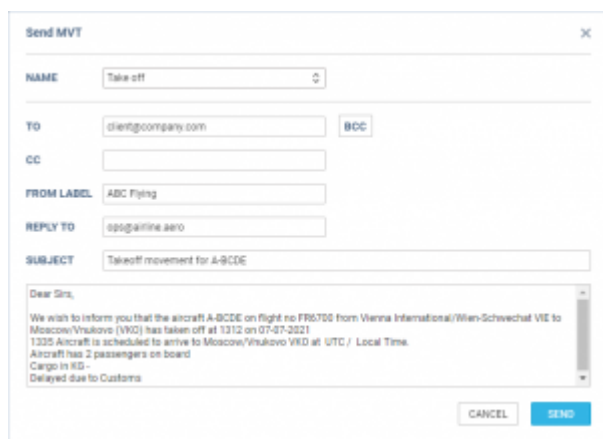 Send MVT ×
NAME Take off
TO client@company.com BCC
CC
FROM LABEL ABC Flying
REPLY TO ops@airline.aero
SUBJECT Takeoff movement for A-BCDE
Dear Sirs,
We wish to inform you that the aircraft A-BCDE on flight no FR6700 from Vienna International/Wien-Schwechat VIE to
Moscow/Vnukovo (VKO) has taken off at 1312 on 07-07-2021
1335 Aircraft is scheduled to arrive to Moscow/Vnukovo VKO at UTC / Local Time.
Aircraft has 2 passengers on board
Cargo in KG -
Delayed due to Customs
CANCEL SEND